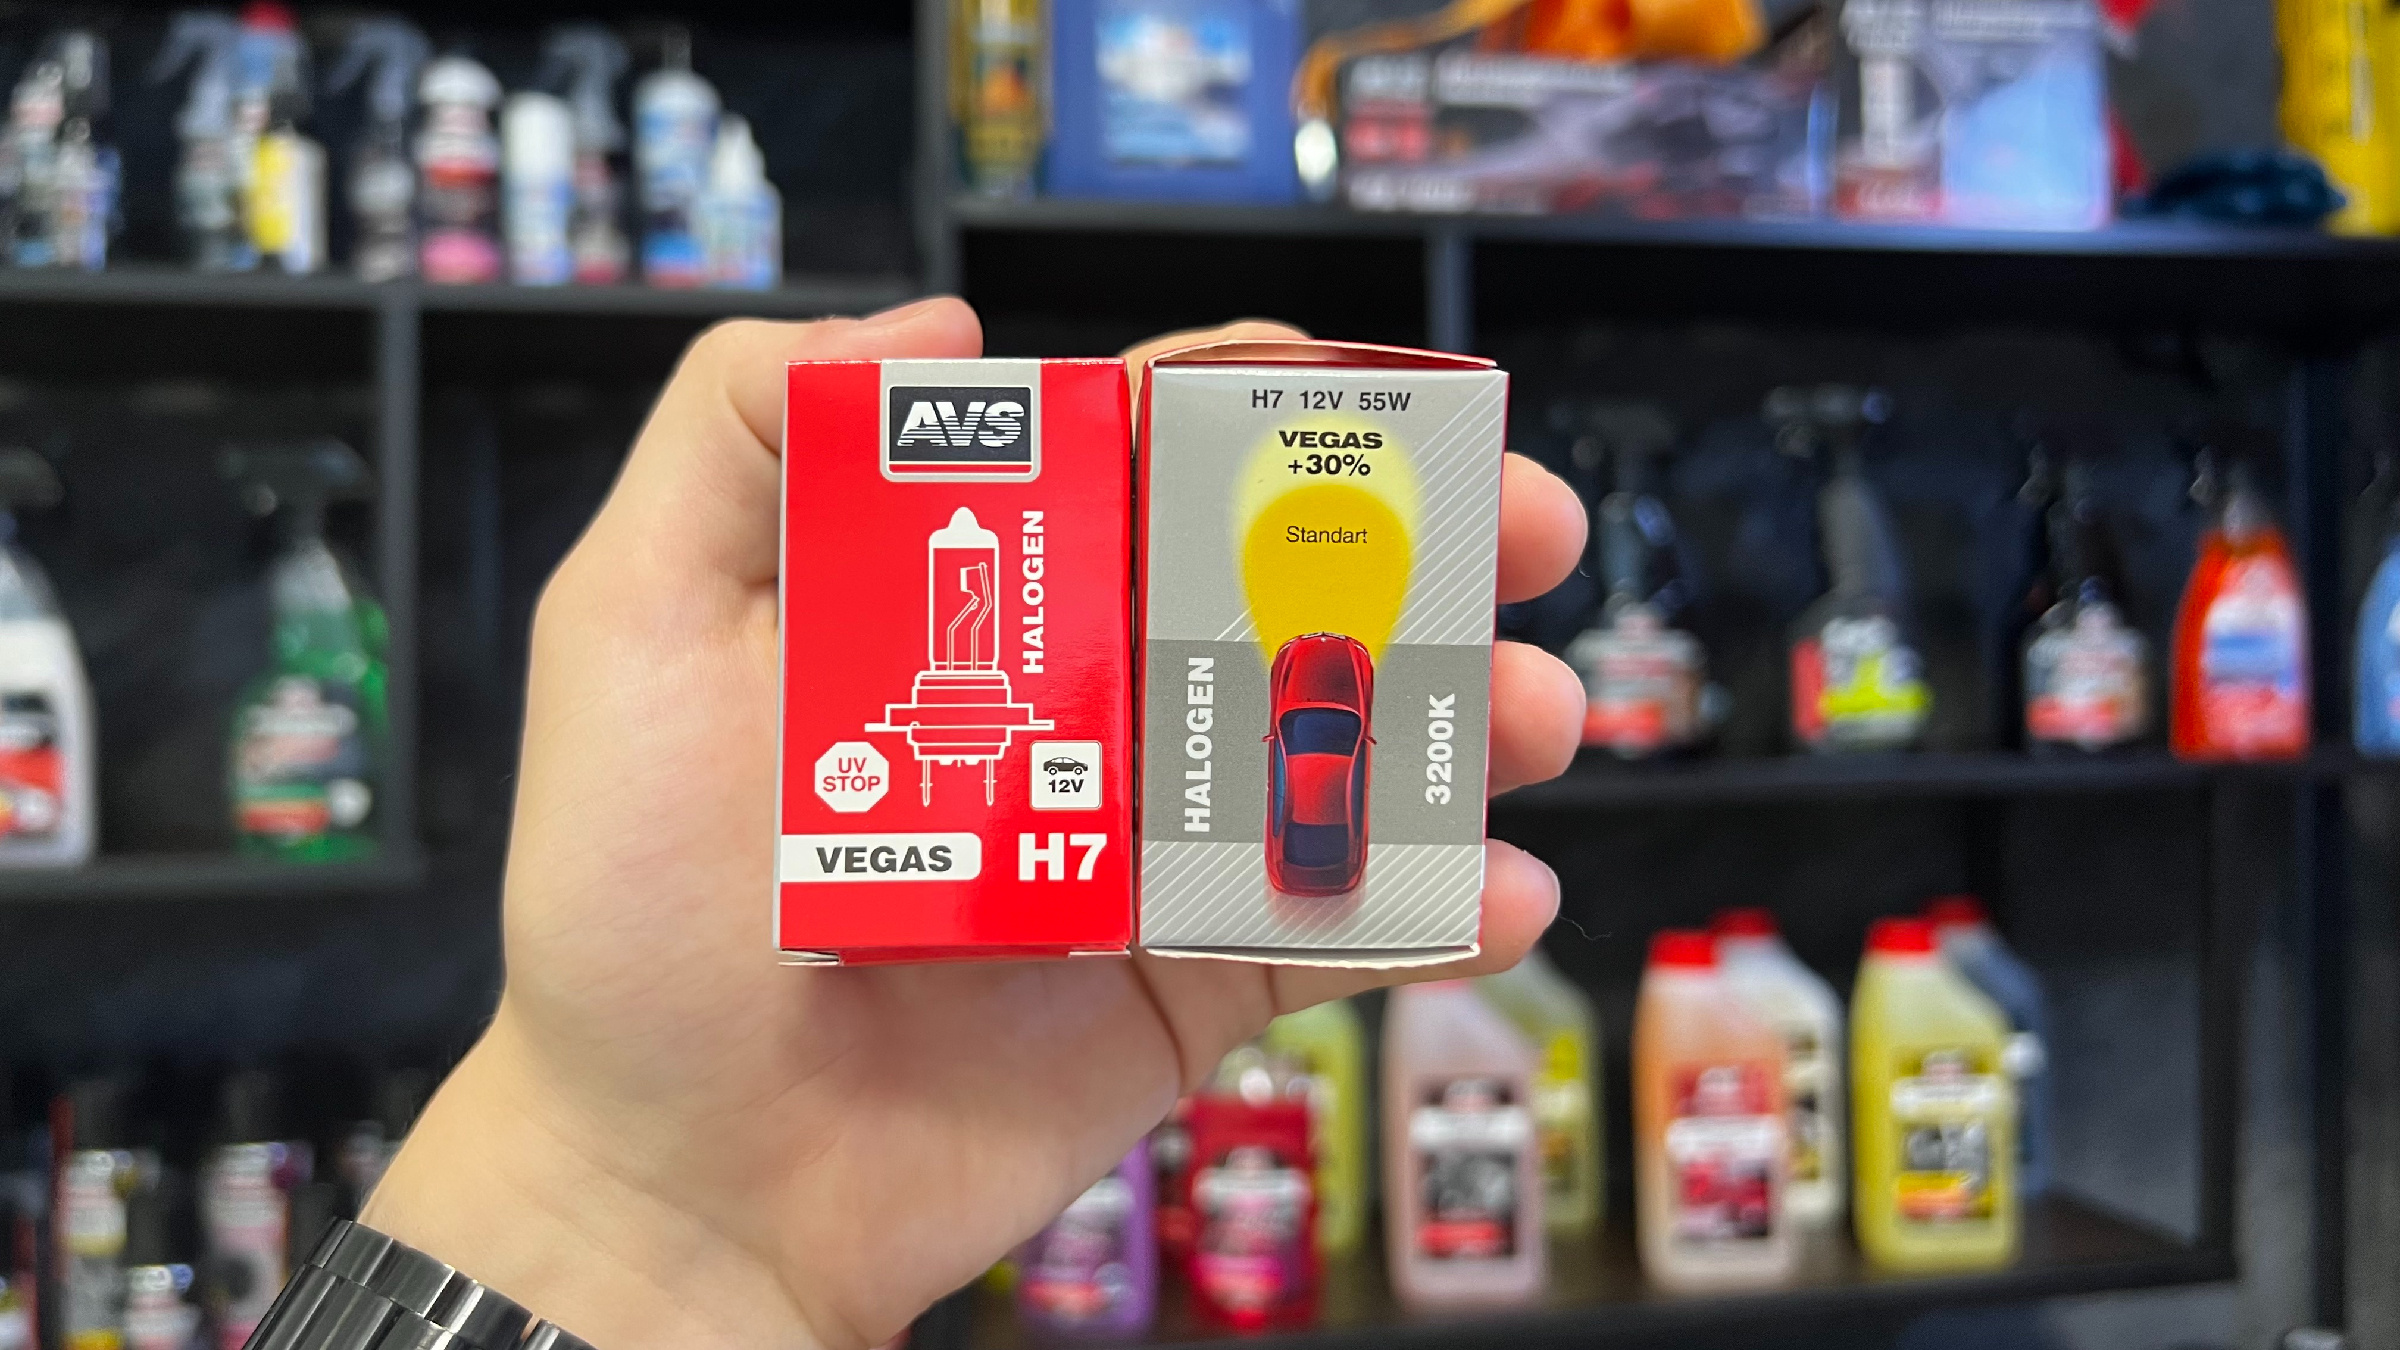 AVS
HALOGEN
UV
STOP
12V
VEGAS
H7
H7 12V 55W
VEGAS
+30%
Standart
HALOGEN
3200K